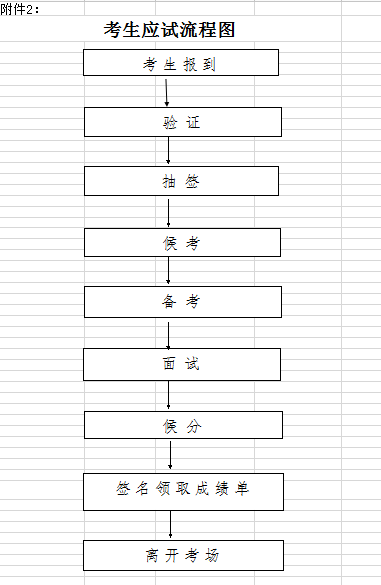 附件2：
考生应试流程图
考生报到
验证
抽签
候考
备考
面试
候分
签名领取成绩单
离开考场